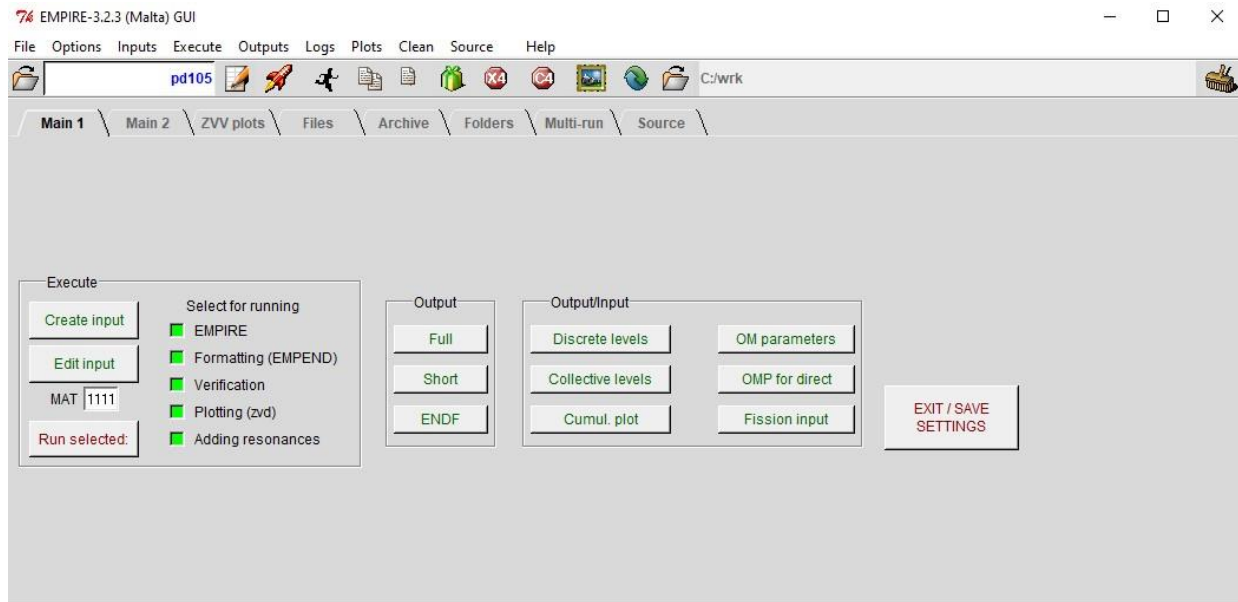 EMPIRE-3.2.3 (Malta) GUI
File Options Inputs Execute Outputs Logs Plots Clean Source Help
pd105 X4 C4 C:/wrk
Main 1 Main 2 ZVV plots Files Archive Folders Multi-run Source
Execute
Create input
Edit input
MAT 1111
Run selected:
Select for running
EMPIRE
Formatting (EMPEND)
Verification
Plotting (zvd)
Adding resonances
Output
Full
Short
ENDF
Output/Input
Discrete levels OM parameters
Collective levels OMP for direct
Cumul. plot Fission input
EXIT / SAVE
SETTINGS